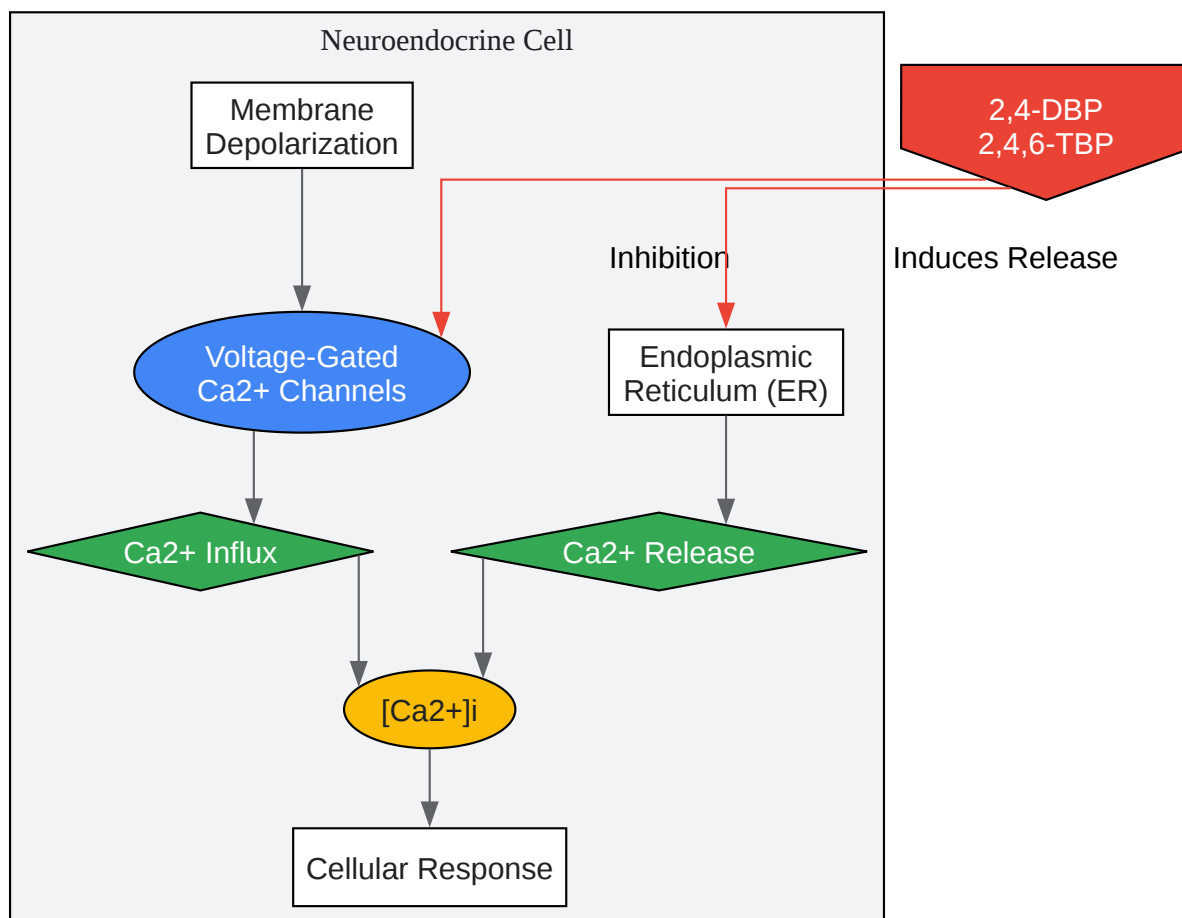 Neuroendocrine Cell
Membrane
Depolarization
2,4-DBP
2,4,6-TBP
Inhibition
Induces Release
Voltage-Gated
Ca2+ Channels
Endoplasmic
Reticulum (ER)
Ca2+ Influx
Ca2+ Release
[Ca2+]i
Cellular Response